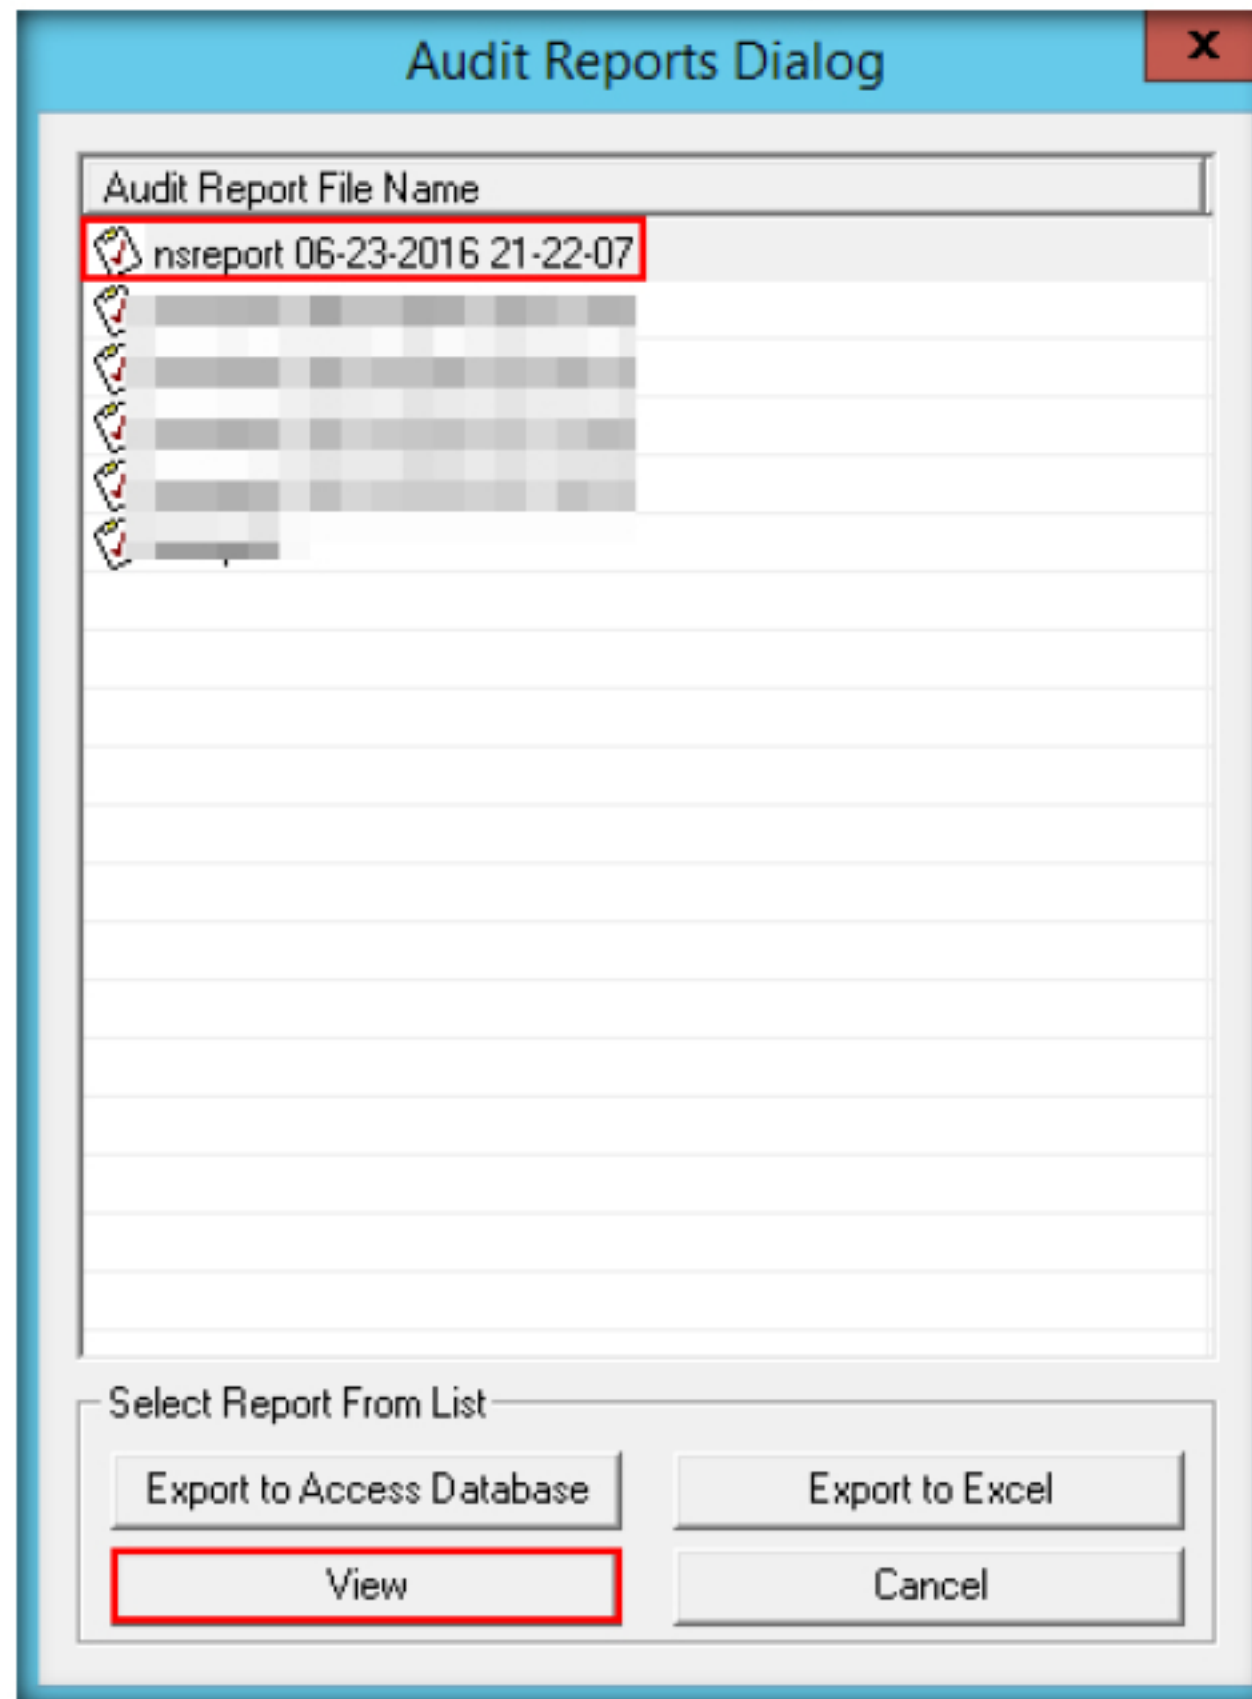 Audit Reports Dialog
x
Audit Report File Name
nsreport 06-23-2016 21-22-07
Select Report From List
Export to Access Database
Export to Excel
View
Cancel